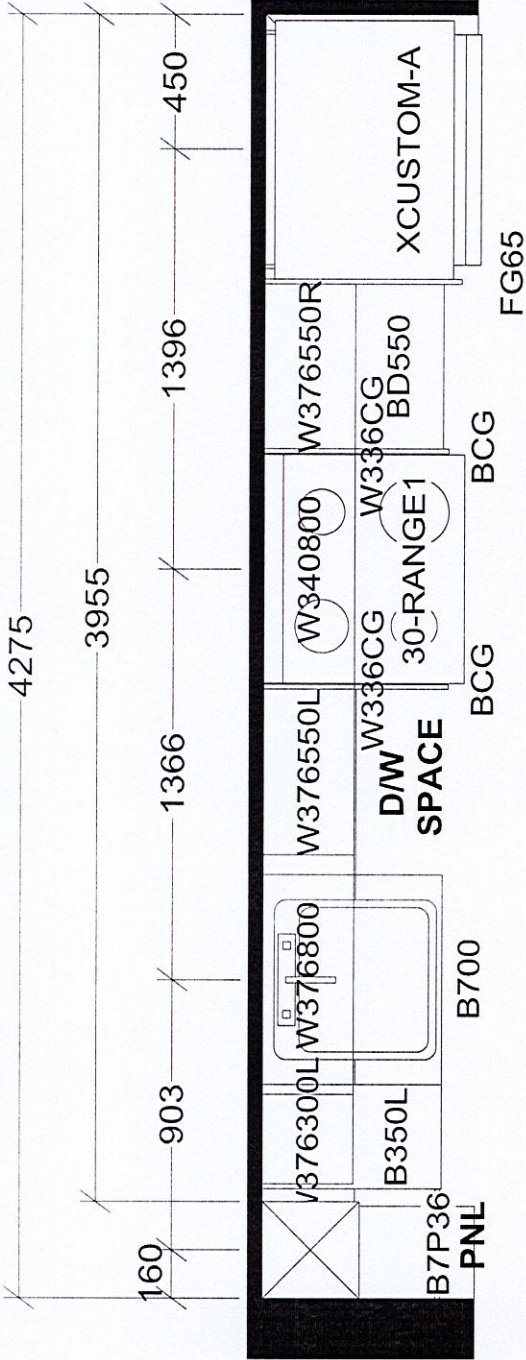 4275
3955
160
903
1366
1396
450
W376800
W376550L
W340800
W376550R
B350L
D/W
SPACE
W336CG
30-RANGE1
W336CG
BD550
XCUSTOM-A
B7P36
PNL
B700
BCG
BCG
FG65